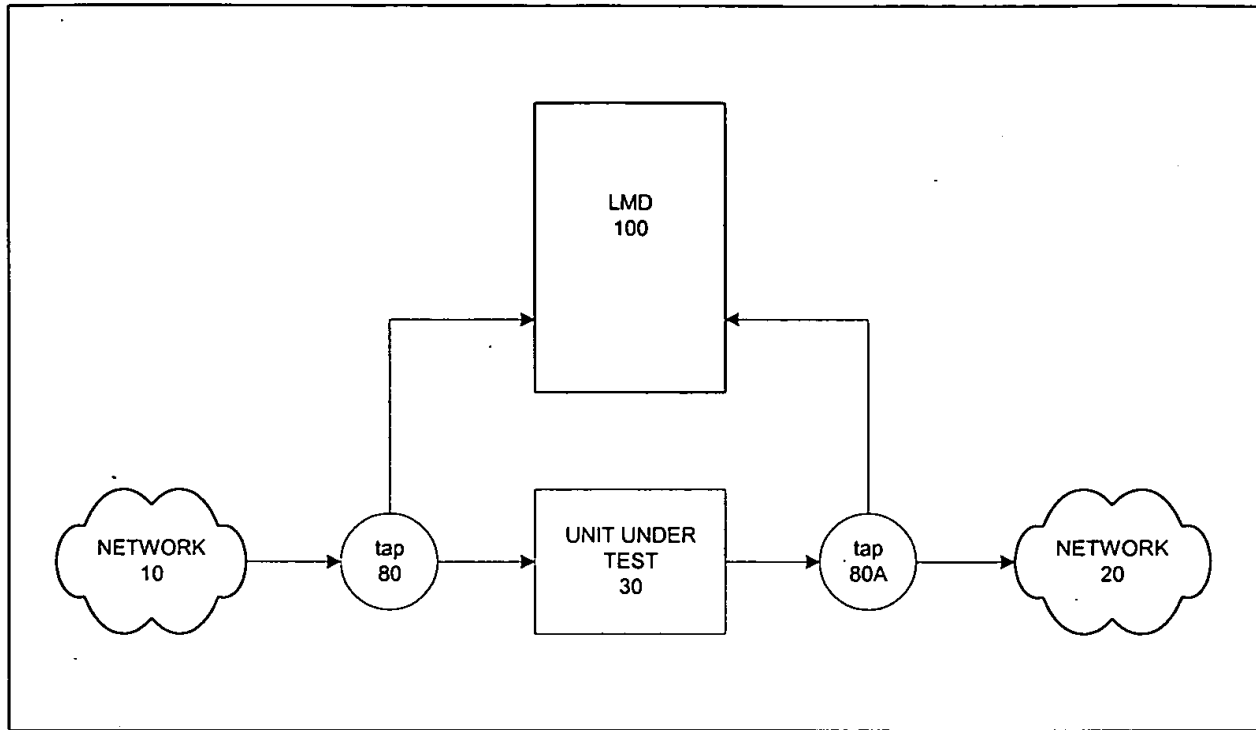 LMD
100
NETWORK
10
tap
80
UNIT UNDER
TEST
30
tap
80A
NETWORK
20